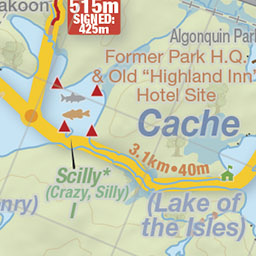 akoon
515m
SIGNED:
425m
Algonquin Par
Former Park H.Q.
& Old "Highland Inn"
Hotel Site
Cache
3.1km•40m
Scilly*
(Crazy, Silly)
I
(Lake of
the Isles)
nry)